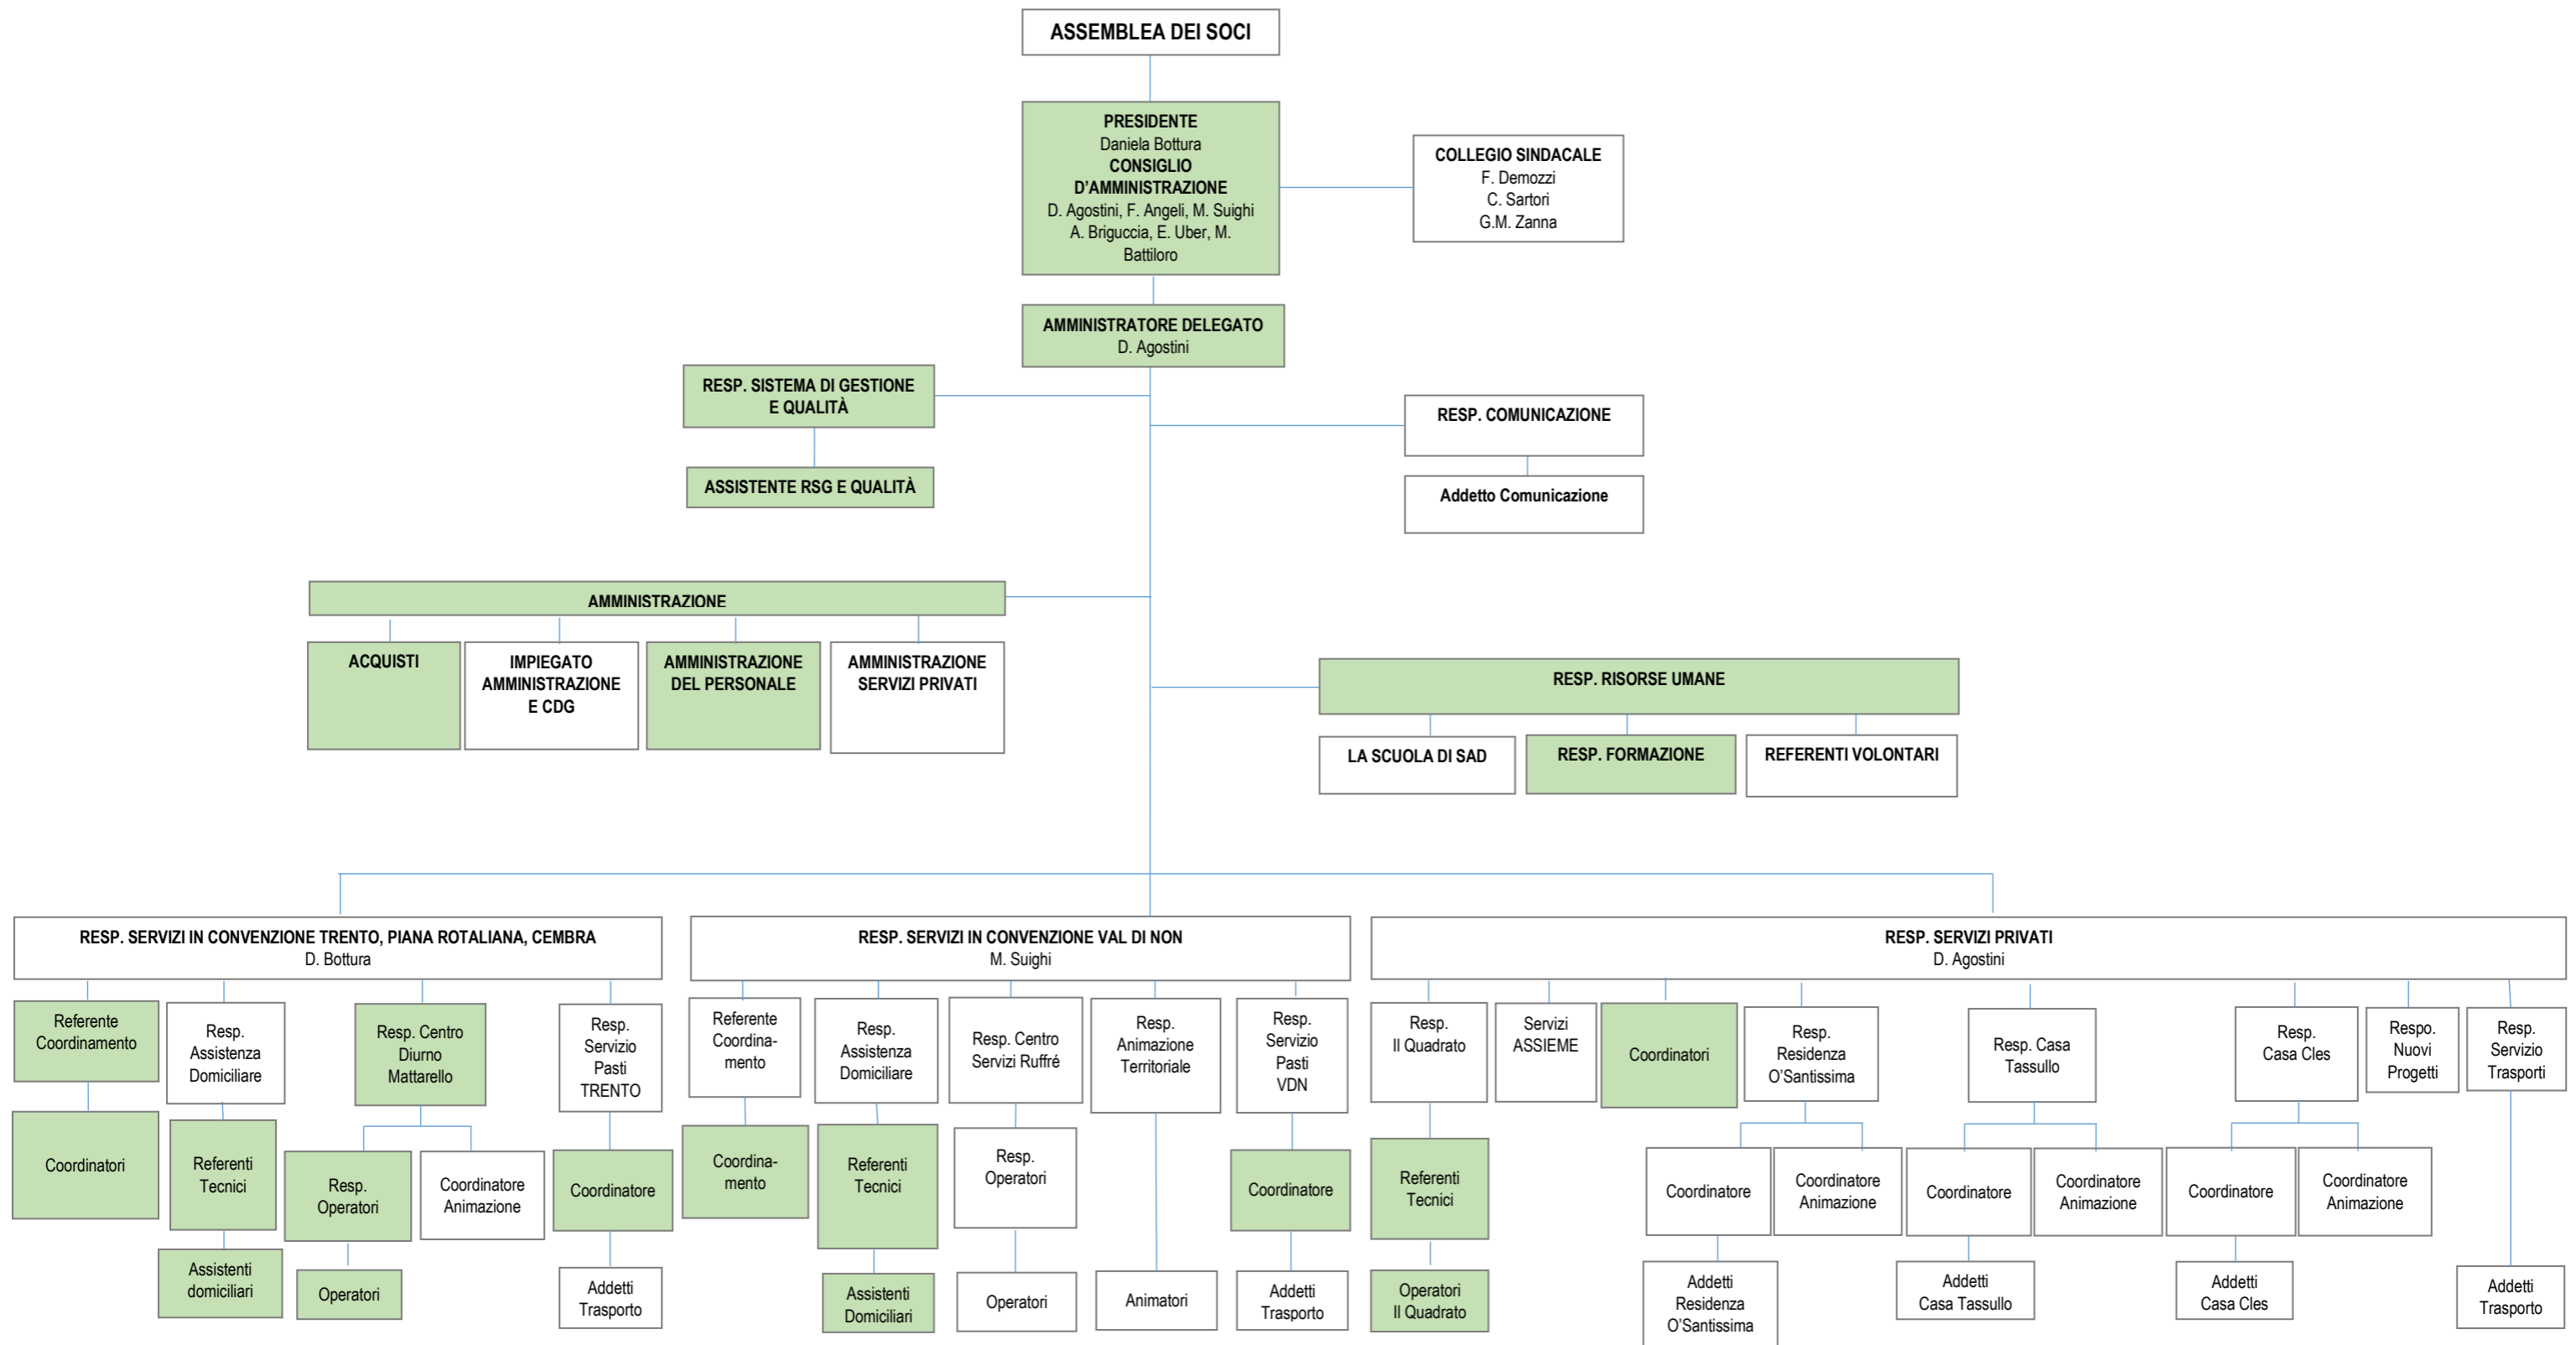 ASSEMBLEA DEI SOCI
PRESIDENTE
Daniela Bottura
CONSIGLIO
D'AMMINISTRAZIONE
D. Agostini, F. Angeli, M. Suighi
A. Briguccia, E. Uber, M.
Battiloro
COLLEGIO SINDACALE
F. Demozzi
C. Sartori
G.M. Zanna
AMMINISTRATORE DELEGATO
D. Agostini
RESP. SISTEMA DI GESTIONE
E QUALITÀ
ASSISTENTE RSG E QUALITÀ
RESP. COMUNICAZIONE
Addetto Comunicazione
AMMINISTRAZIONE
ACQUISTI
IMPIEGATO
AMMINISTRAZIONE
E CDG
AMMINISTRAZIONE
DEL PERSONALE
AMMINISTRAZIONE
SERVIZI PRIVATI
RESP. RISORSE UMANE
LA SCUOLA DI SAD
RESP. FORMAZIONE
REFERENTI VOLONTARI
RESP. SERVIZI IN CONVENZIONE TRENTO, PIANA ROTALIANA, CEMBRA
D. Bottura
Referente
Coordinamento
Coordinatori
Resp.
Assistenza
Domiciliare
Referenti
Tecnici
Assistenti
domiciliari
Resp. Centro
Diurno
Mattarello
Resp.
Operatori
Operatori
Coordinatore
Animazione
Resp.
Servizio
Pasti
TRENTO
Coordinatore
Addetti
Trasporto
RESP. SERVIZI IN CONVENZIONE VAL DI NON
M. Suighi
Referente
Coordina-
mento
Coordina-
mento
Resp.
Assistenza
Domiciliare
Referenti
Tecnici
Assistenti
Domiciliari
Resp. Centro
Servizi Ruffré
Resp.
Operatori
Operatori
Resp.
Animazione
Territoriale
Animatori
Resp.
Servizio
Pasti
VDN
Coordinatore
Addetti
Trasporto
RESP. SERVIZI PRIVATI
D. Agostini
Resp.
Il Quadrato
Referenti
Tecnici
Operatori
Il Quadrato
Servizi
ASSIEME
Coordinatori
Resp.
Residenza
O'Santissima
Coordinatore
Coordinatore
Animazione
Addetti
Residenza
O'Santissima
Resp. Casa
Tassullo
Coordinatore
Coordinatore
Animazione
Addetti
Casa Tassullo
Resp.
Casa Cles
Coordinatore
Coordinatore
Animazione
Addetti
Casa Cles
Respo.
Nuovi
Progetti
Resp.
Servizio
Trasporti
Addetti
Trasporto